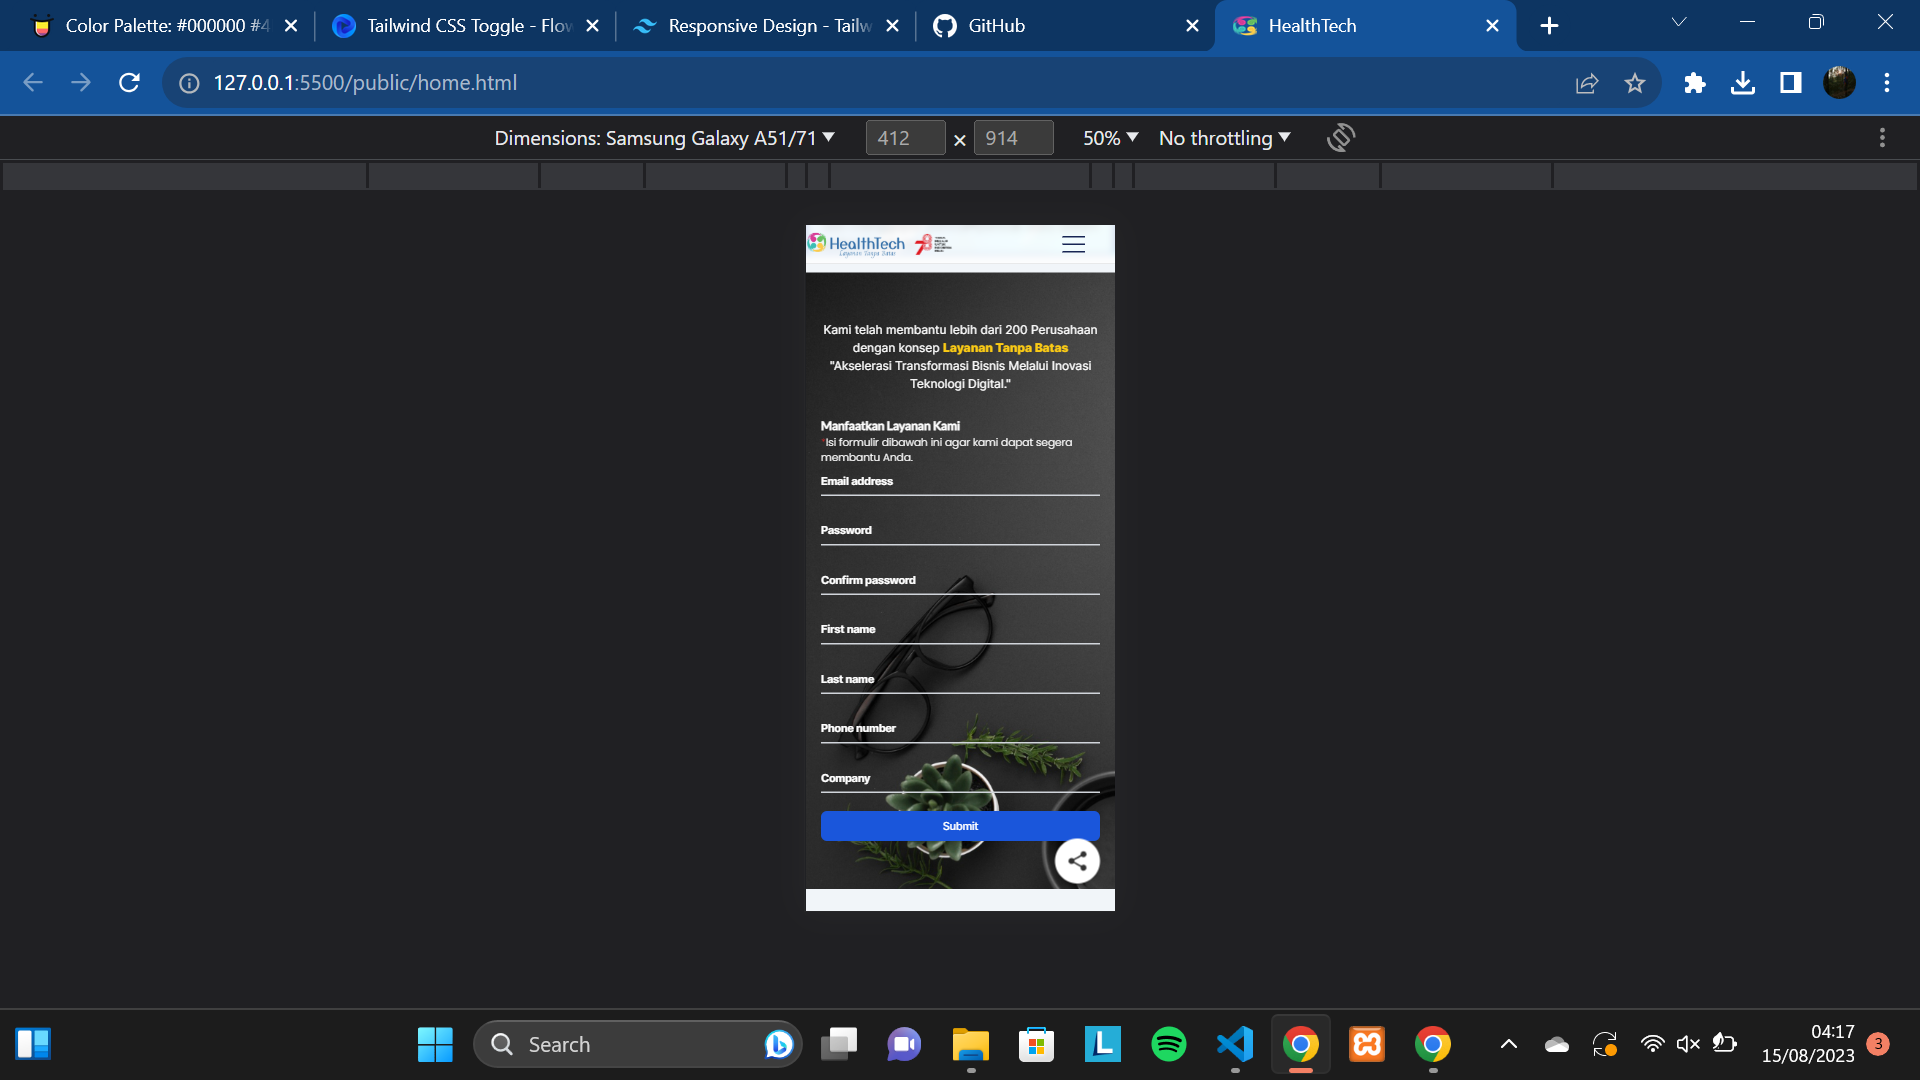 Color Palette: #000000 #4
Tailwind CSS Toggle - Flow
Responsive Design - Tailw
GitHub
HealthTech
127.0.0.1:5500/public/home.html
Dimensions: Samsung Galaxy A51/71
412
×
914
50%
No throttling
HealthTech
Layanan Tanpa Batas
78
Kami telah membantu lebih dari 200 Perusahaan
dengan konsep Layanan Tanpa Batas
"Akselerasi Transformasi Bisnis Melalui Inovasi
Teknologi Digital."
Manfaatkan Layanan Kami
*Isi formulir dibawah ini agar kami dapat segera
membantu Anda.
Email address
Password
Confirm password
First name
Last name
Phone number
Company
Submit
Search
L
04:17
15/08/2023
3